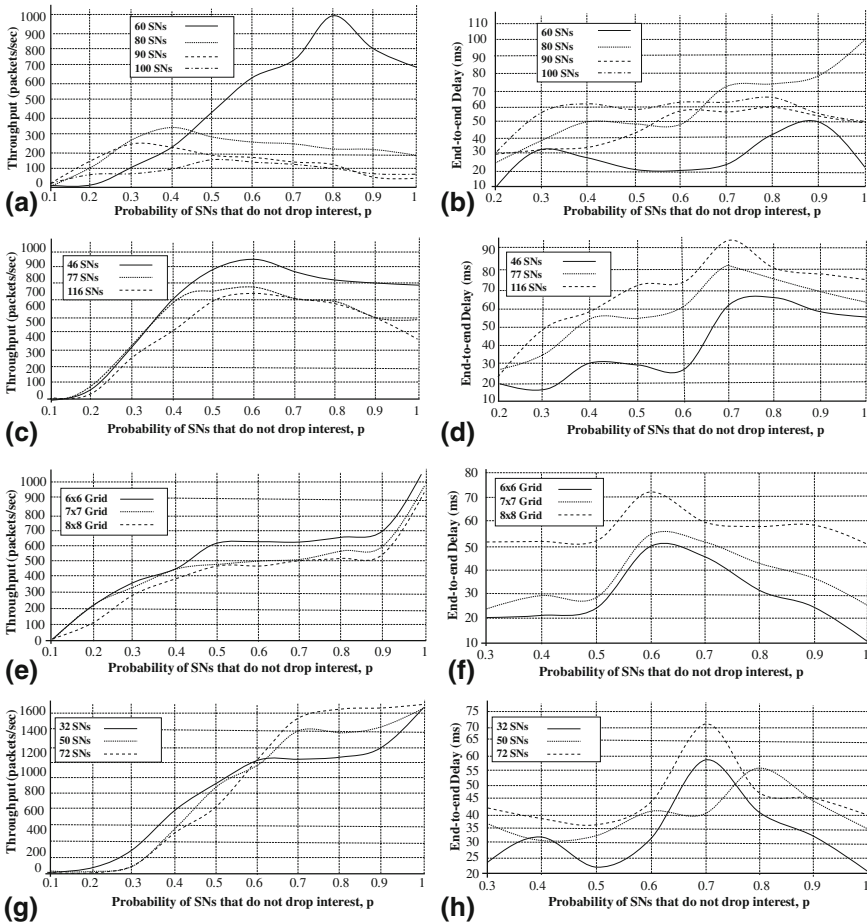 1000
900
800
700
600
500
400
300
200
100
0
Throughput (packets/sec)
60 SNs
80 SNs
90 SNs
100 SNs
0.1 0.2 0.3 0.4 0.5 0.6 0.7 0.8 0.9 1
Probability of SNs that do not drop interest, p
(a)
120
110
100
90
80
70
60
50
40
30
20
10
End-to-end Delay (ms)
60 SNs
80 SNs
90 SNs
100 SNs
0.2 0.3 0.4 0.5 0.6 0.7 0.8 0.9 1.0
Probability of SNs that do not drop interest, p
(b)
1000
900
800
700
600
500
400
300
200
100
0
Throughput (packets/sec)
46 SNs
77 SNs
116 SNs
0.1 0.2 0.3 0.4 0.5 0.6 0.7 0.8 0.9 1
Probability of SNs that do not drop interest, p
(c)
90
80
70
60
50
40
30
20
10
End-to-end Delay (ms)
46 SNs
77 SNs
116 SNs
0.2 0.3 0.4 0.5 0.6 0.7 0.8 0.9 1
Probability of SNs that do not drop interest, p
(d)
1000
900
800
700
600
500
400
300
200
100
0
Throughput (packets/sec)
6x6 Grid
7x7 Grid
8x8 Grid
0.1 0.2 0.3 0.4 0.5 0.6 0.7 0.8 0.9 1
Probability of SNs that do not drop interest, p
(e)
80
70
60
50
40
30
20
10
End-to-end Delay (ms)
6x6 Grid
7x7 Grid
8x8 Grid
0.3 0.4 0.5 0.6 0.7 0.8 0.9 1
Probability of SNs that do not drop interest, p
(f)
1600
1400
1200
1000
800
600
400
200
0
Throughput (packets/sec)
32 SNs
50 SNs
72 SNs
0.1 0.2 0.3 0.4 0.5 0.6 0.7 0.8 0.9 1
Probability of SNs that do not drop interest, p
(g)
75
70
65
60
55
50
45
40
35
30
25
20
End-to-end Delay (ms)
32 SNs
50 SNs
72 SNs
0.3 0.4 0.5 0.6 0.7 0.8 0.9 1
Probability of SNs that do not drop interest, p
(h)